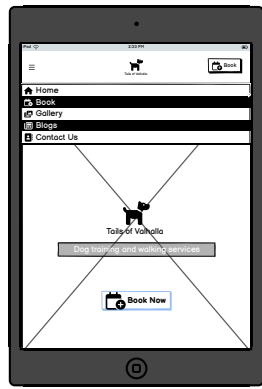 iPad
2:22 PM
Tails of Valhalla
Book
Home
Book
Gallery
Blogs
Contact Us
Tails of Valhalla
Dog training and walking services
Book Now